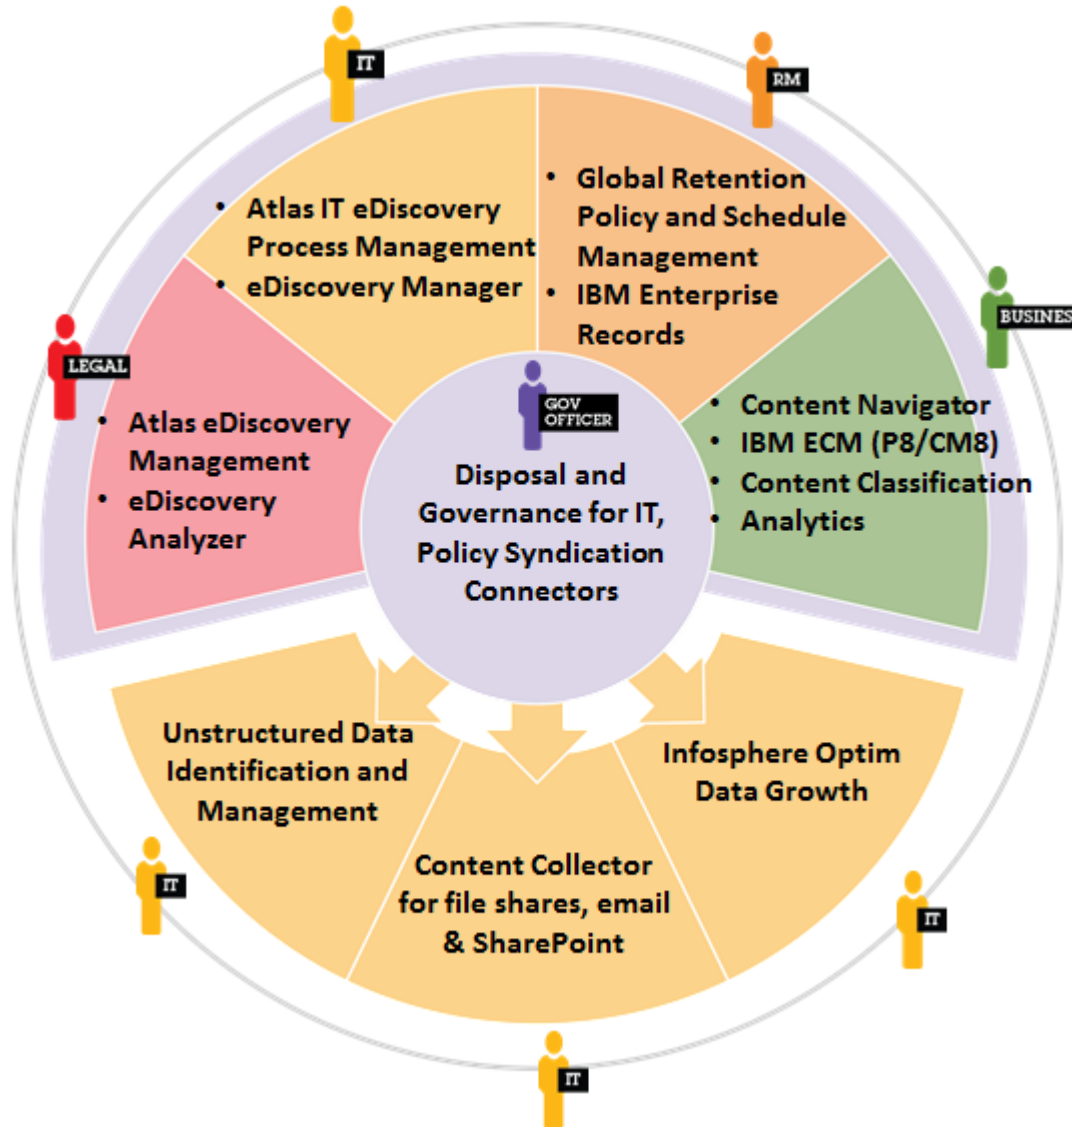 IT
RM
• Atlas IT eDiscovery
Process Management
• eDiscovery Manager
• Global Retention
Policy and Schedule
Management
• IBM Enterprise
Records
BUSINES
LEGAL
• Atlas eDiscovery
Management
• eDiscovery
Analyzer
GOV
OFFICER
Disposal and
Governance for IT,
Policy Syndication
Connectors
• Content Navigator
• IBM ECM (P8/CM8)
• Content Classification
• Analytics
Unstructured Data
Identification and
Management
Infosphere Optim
Data Growth
Content Collector
for file shares, email
& SharePoint
IT
IT
IT